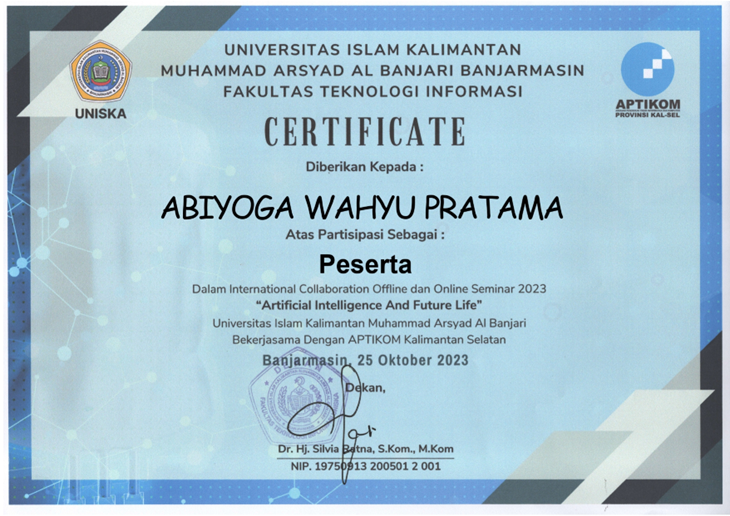 UNIVERSITAS ISLAM KALIMANTAN
MUHAMMAD ARSYAD AL BANJARI BANJARMASIN
FAKULTAS TEKNOLOGI INFORMASI
UNISKA
APTIKOM
PROVINSI KAL-SEL
CERTIFICATE
Diberikan Kepada :
ABIYOGA WAHYU PRATAMA
Atas Partisipasi Sebagai :
Peserta
Dalam International Collaboration Offline dan Online Seminar 2023
“Artificial Intelligence And Future Life”
Universitas Islam Kalimantan Muhammad Arsyad Al Banjari
Bekerjasama Dengan APTIKOM Kalimantan Selatan
Banjarmasin, 25 Oktober 2023
Dekan,
Dr. Hj. Silvia Ratna, S.Kom., M.Kom
NIP. 19750913 200501 2 001